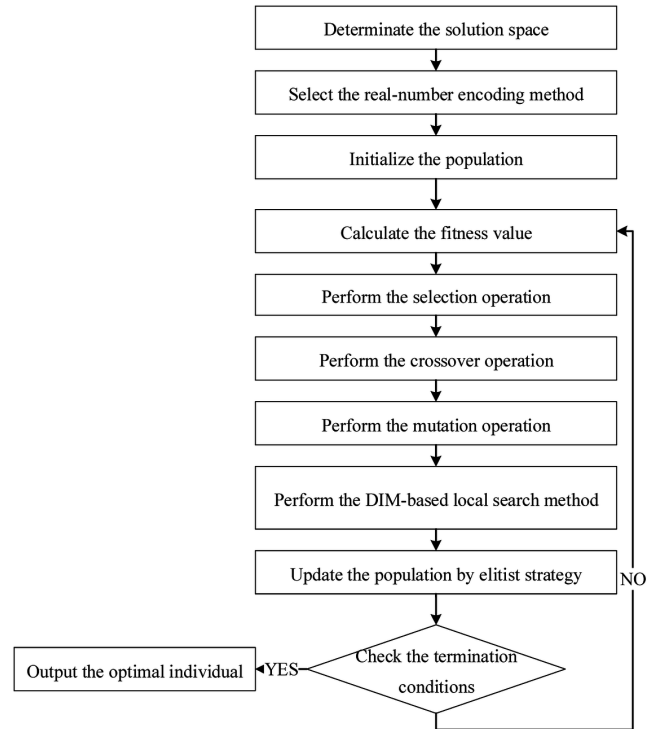 Determinate the solution space
Select the real-number encoding method
Initialize the population
Calculate the fitness value
Perform the selection operation
Perform the crossover operation
Perform the mutation operation
Perform the DIM-based local search method
Update the population by elitist strategy
NO
Check the termination
conditions
YES
Output the optimal individual